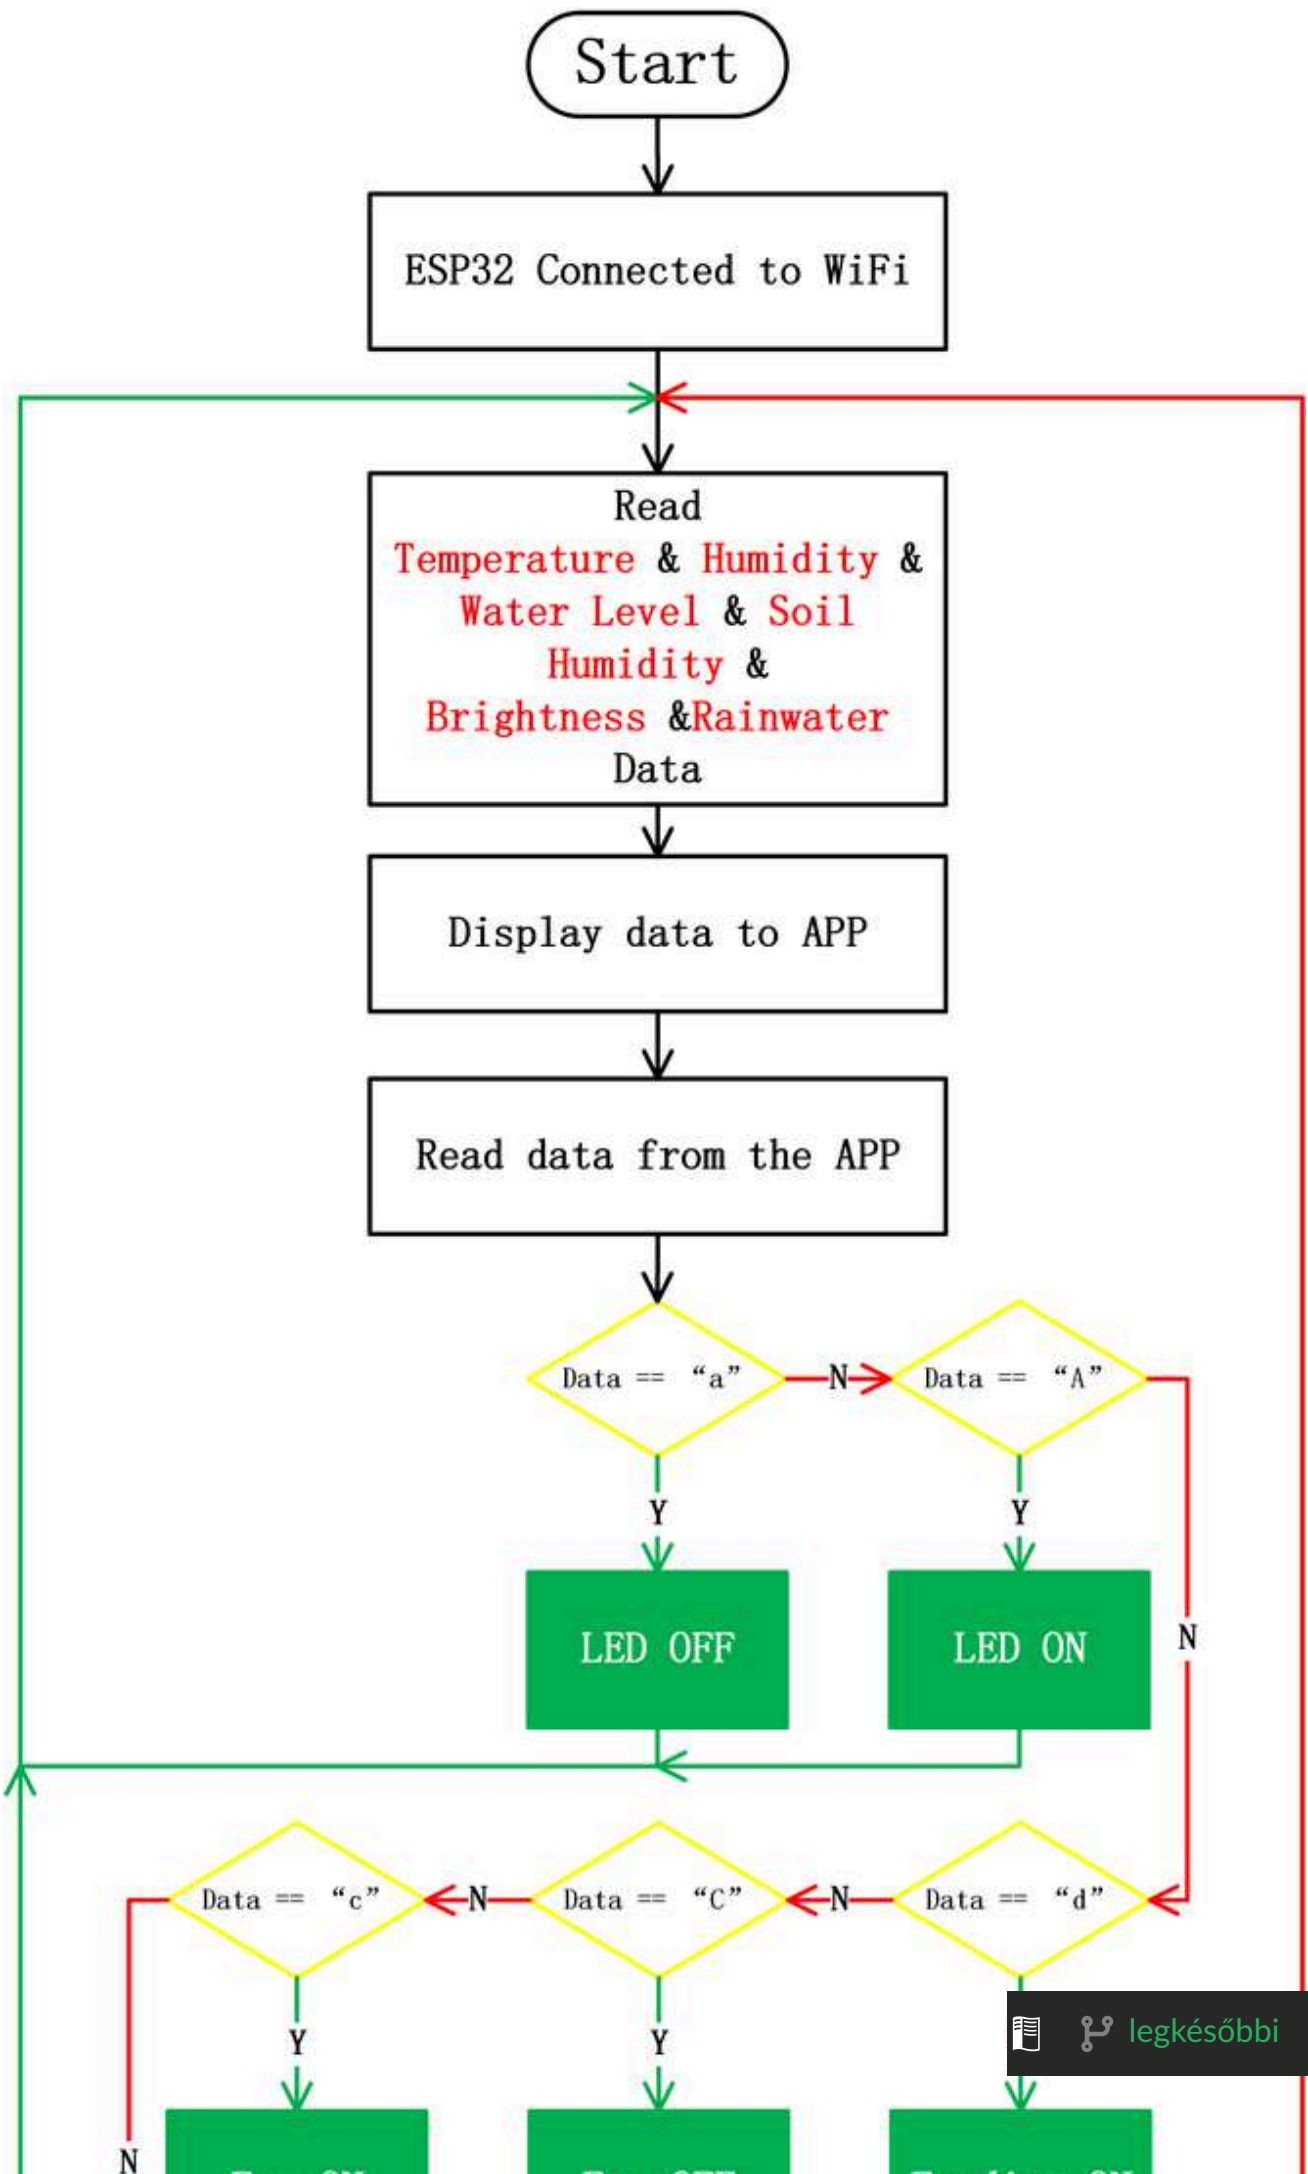 Start
ESP32 Connected to WiFi
Read
Temperature & Humidity &
Water Level & Soil
Humidity &
Brightness &Rainwater
Data
Display data to APP
Read data from the APP
Data == “a”
N
Data == “A”
Y
Y
LED OFF
LED ON
N
Data == “c”
N
Data == “C”
N
Data == “d”
Y
Y
legkésőbbi
N